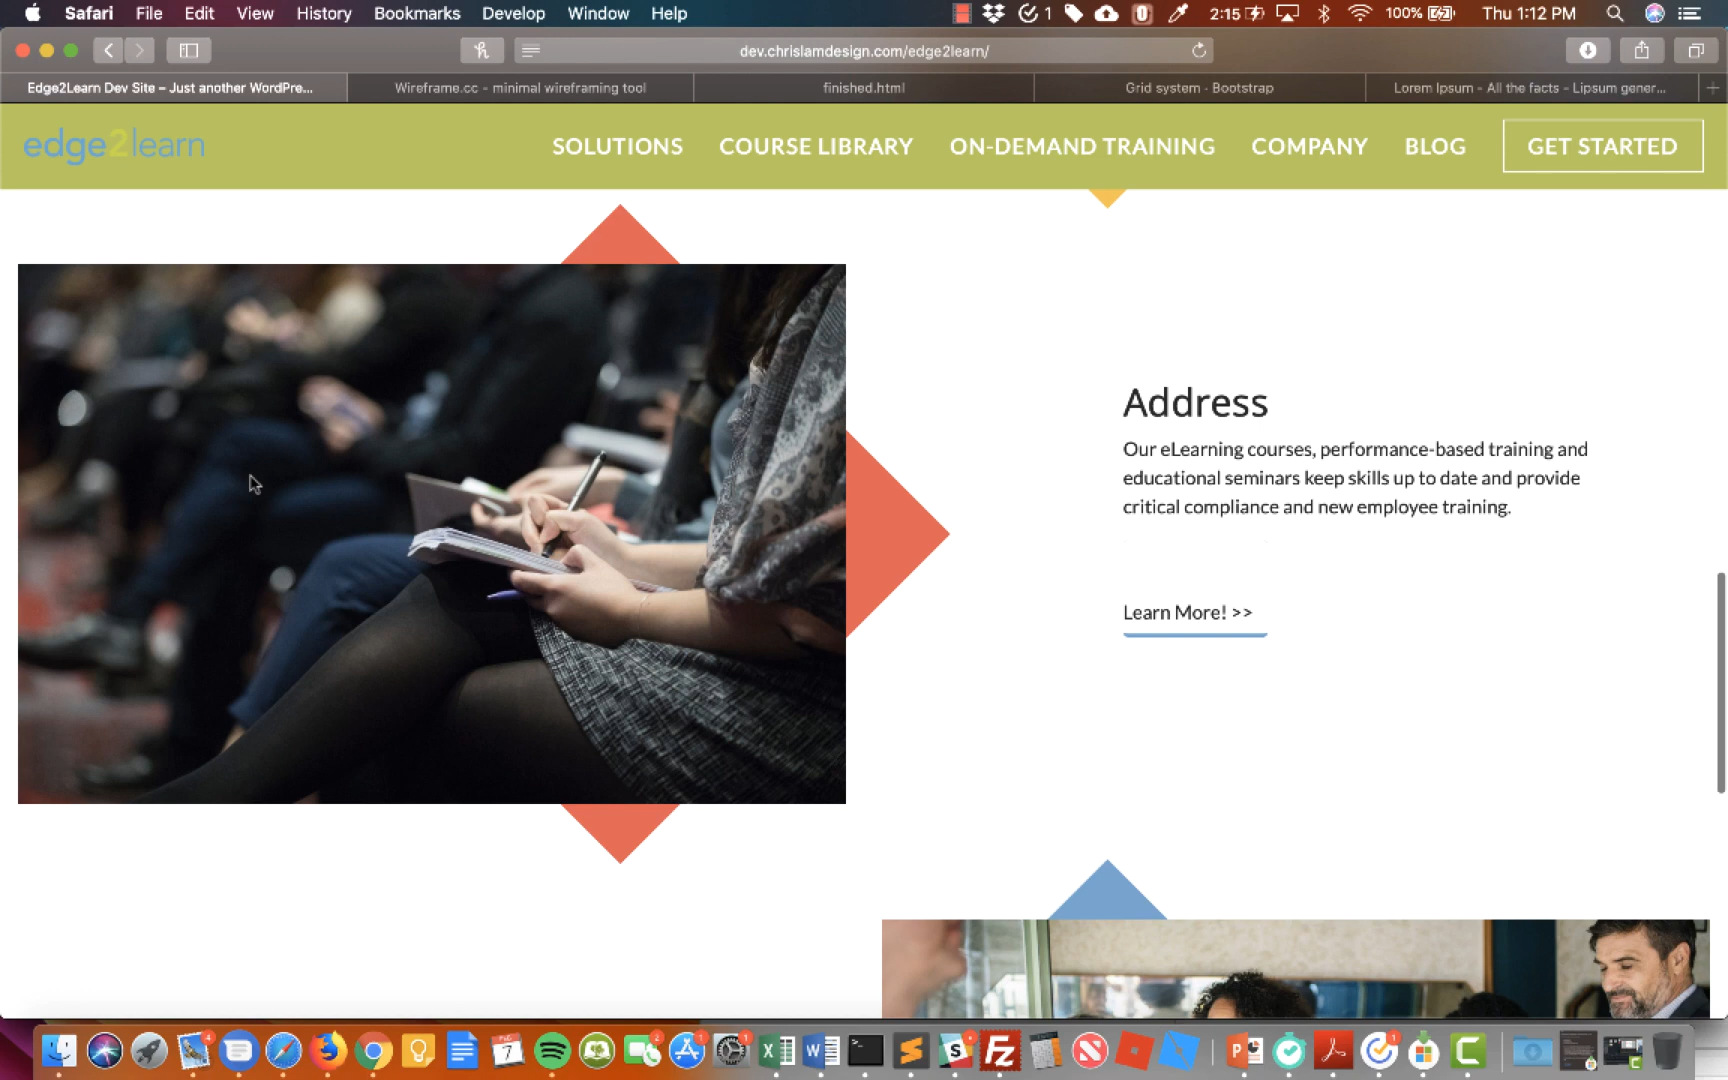 Safari File Edit View History Bookmarks Develop Window Help
1 2:15 100% Thu 1:12 PM
dev.chrislamdesign.com/edge2learn/
Edge2Learn Dev Site – Just another WordPre...
Wireframe.cc - minimal wireframing tool
finished.html
Grid system · Bootstrap
Lorem Ipsum - All the facts - Lipsum gener...
edge2learn
SOLUTIONS
COURSE LIBRARY
ON-DEMAND TRAINING
COMPANY
BLOG
GET STARTED
Address
Our eLearning courses, performance-based training and
educational seminars keep skills up to date and provide
critical compliance and new employee training.
Learn More! >>